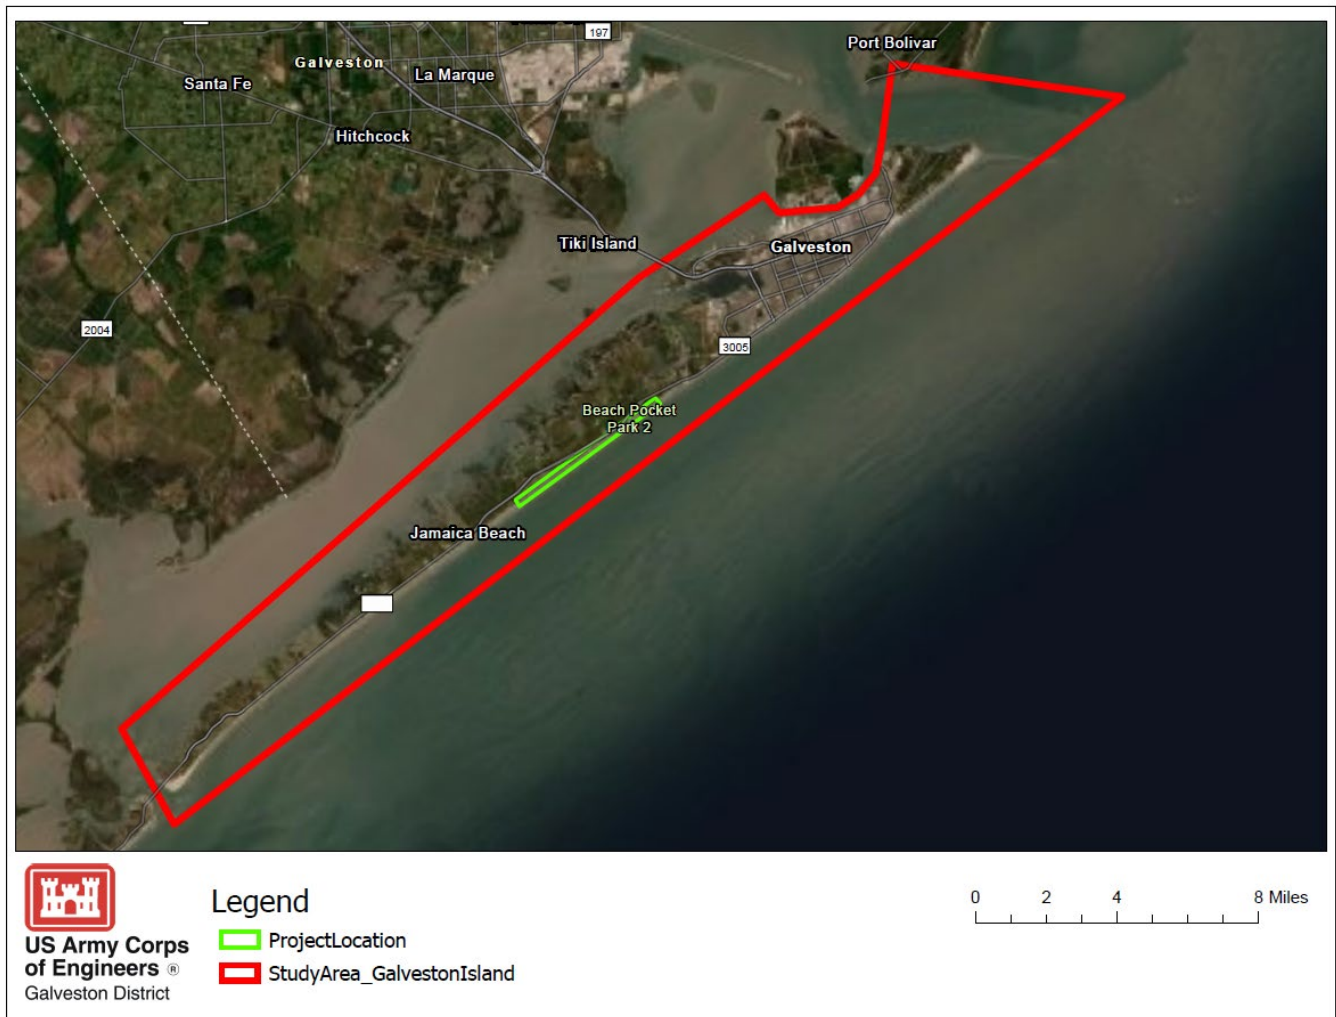 197
Port Bolivar
Galveston
La Marque
Santa Fe
Hitchcock
Tiki Island
Galveston
2004
3005
Beach Pocket
Park 2
Jamaica Beach
US Army Corps
of Engineers ®
Galveston District
Legend
ProjectLocation
StudyArea_GalvestonIsland
0 2 4 8 Miles